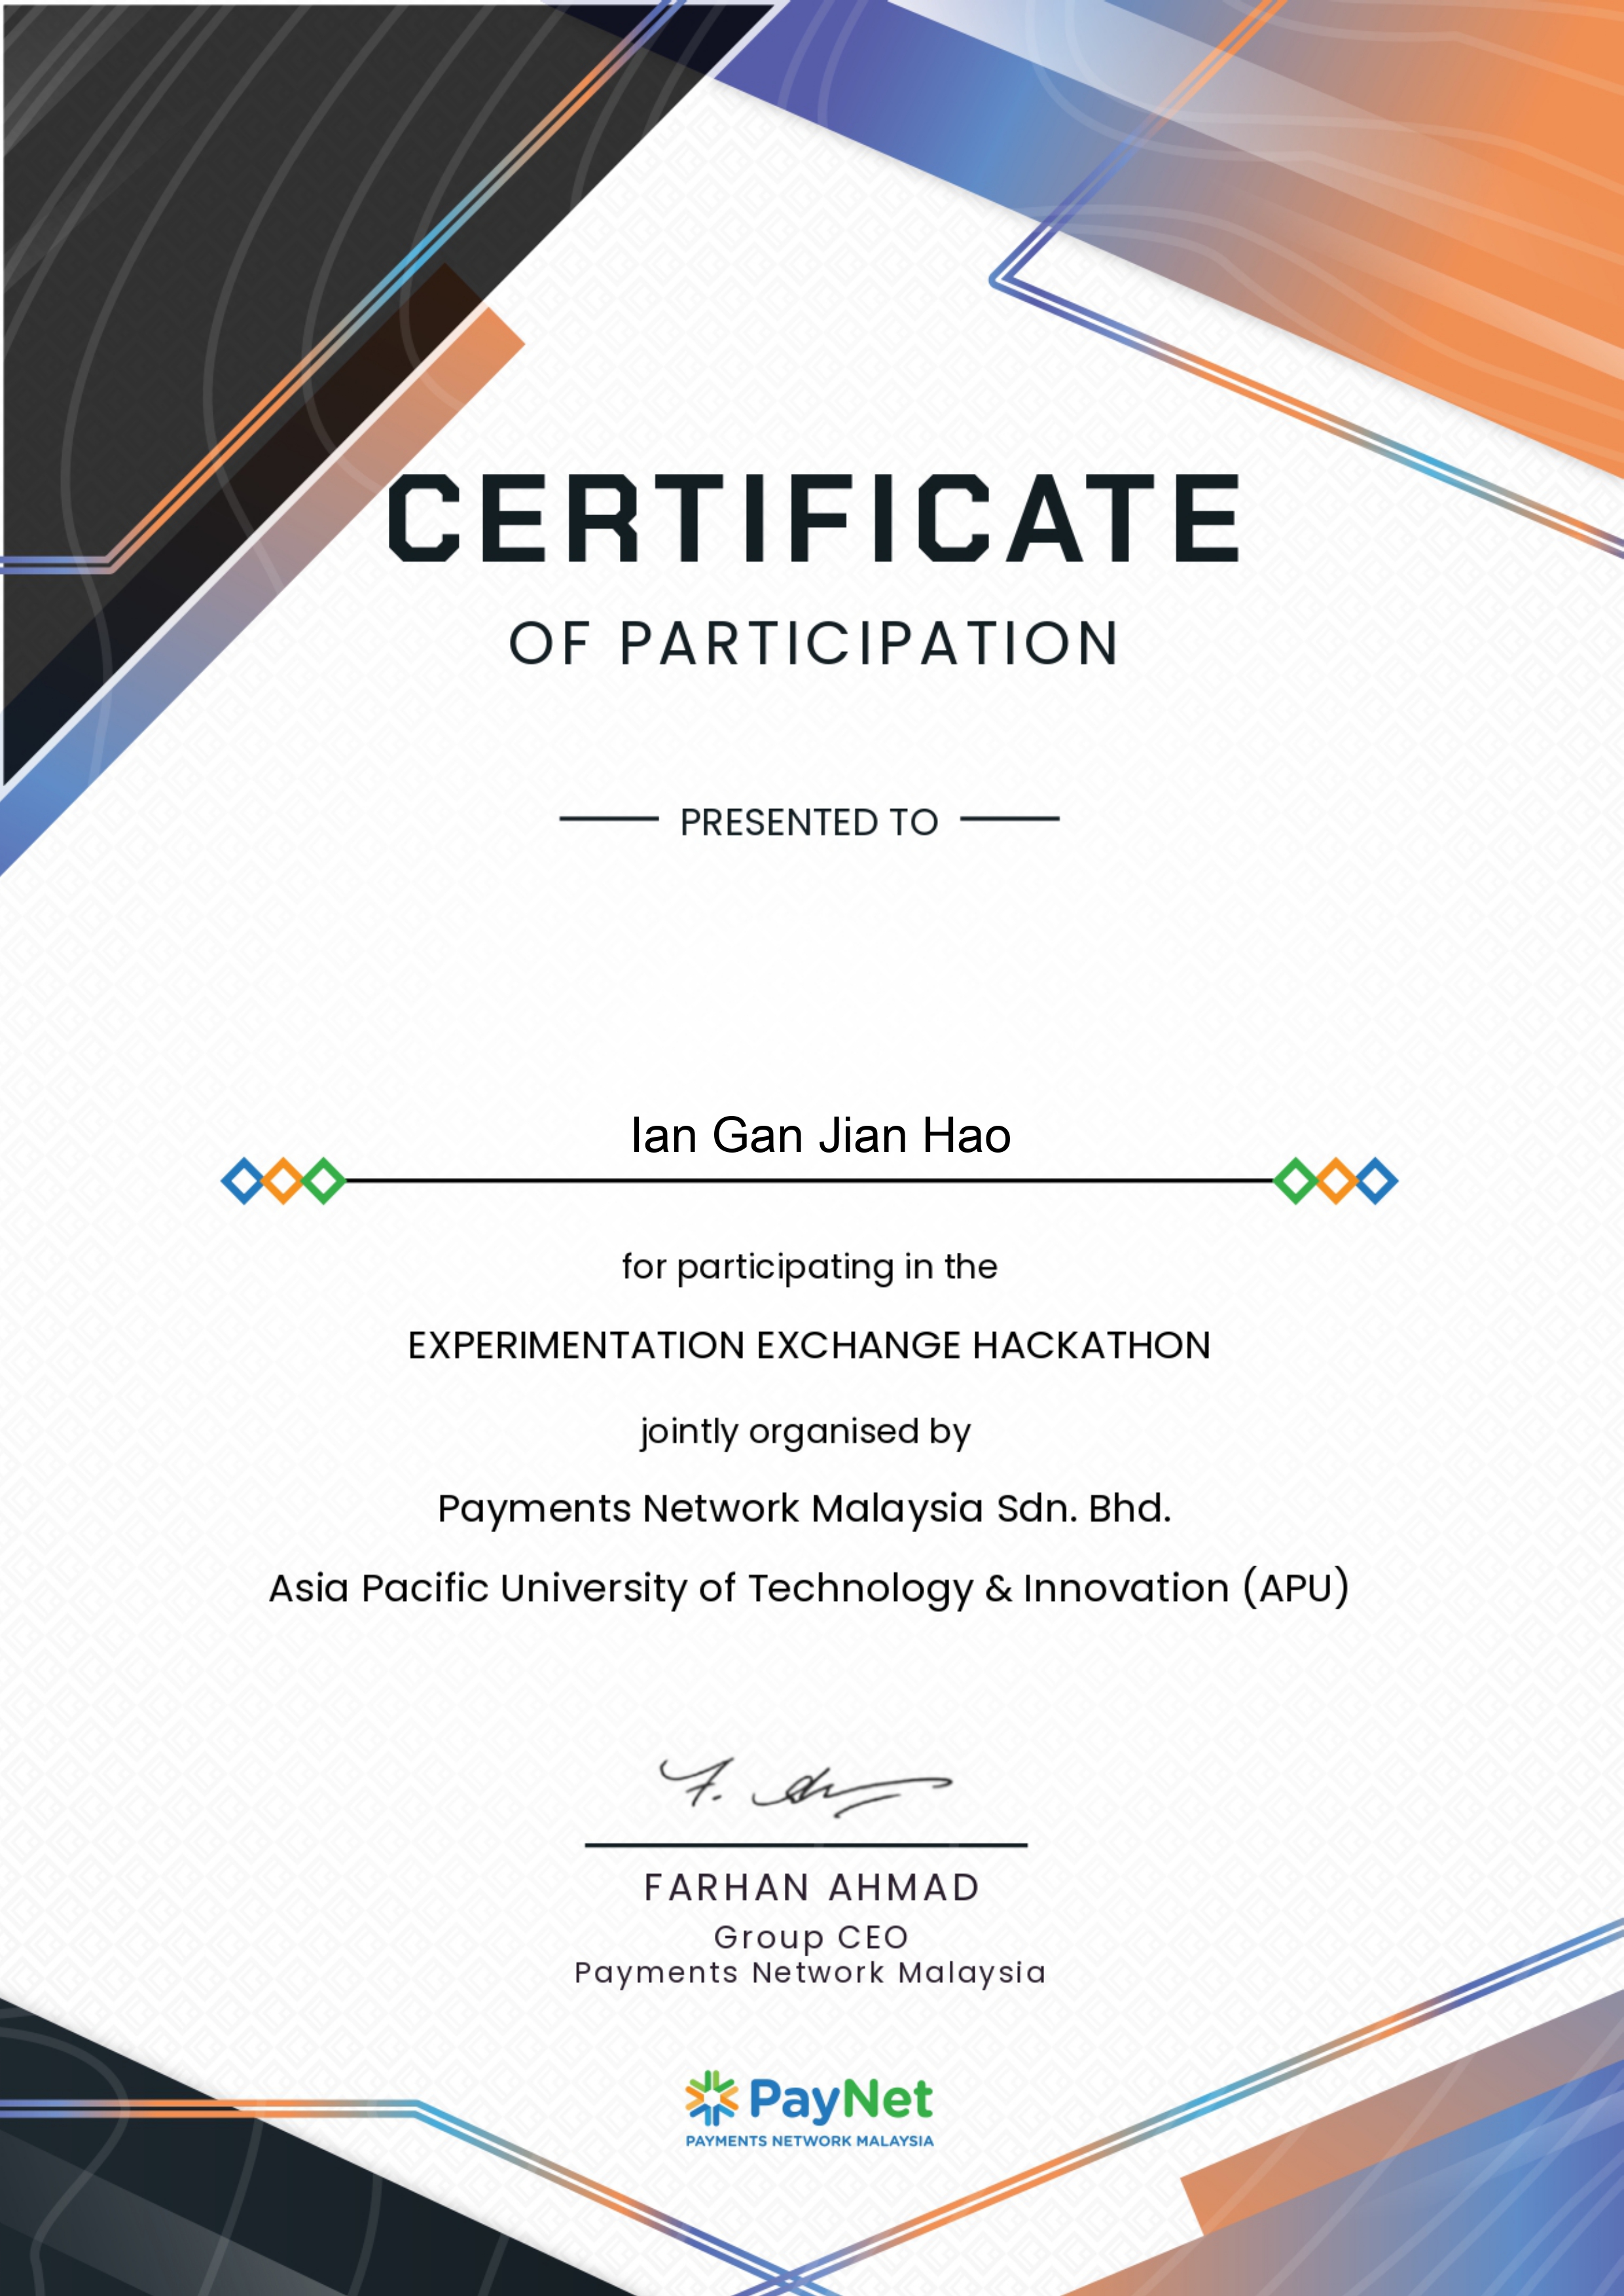 CERTIFICATE
OF PARTICIPATION
PRESENTED TO
Ian Gan Jian Hao
for participating in the
EXPERIMENTATION EXCHANGE HACKATHON
jointly organised by
Payments Network Malaysia Sdn. Bhd.
Asia Pacific University of Technology & Innovation (APU)
FARHAN AHMAD
Group CEO
Payments Network Malaysia
PayNet
PAYMENTS NETWORK MALAYSIA